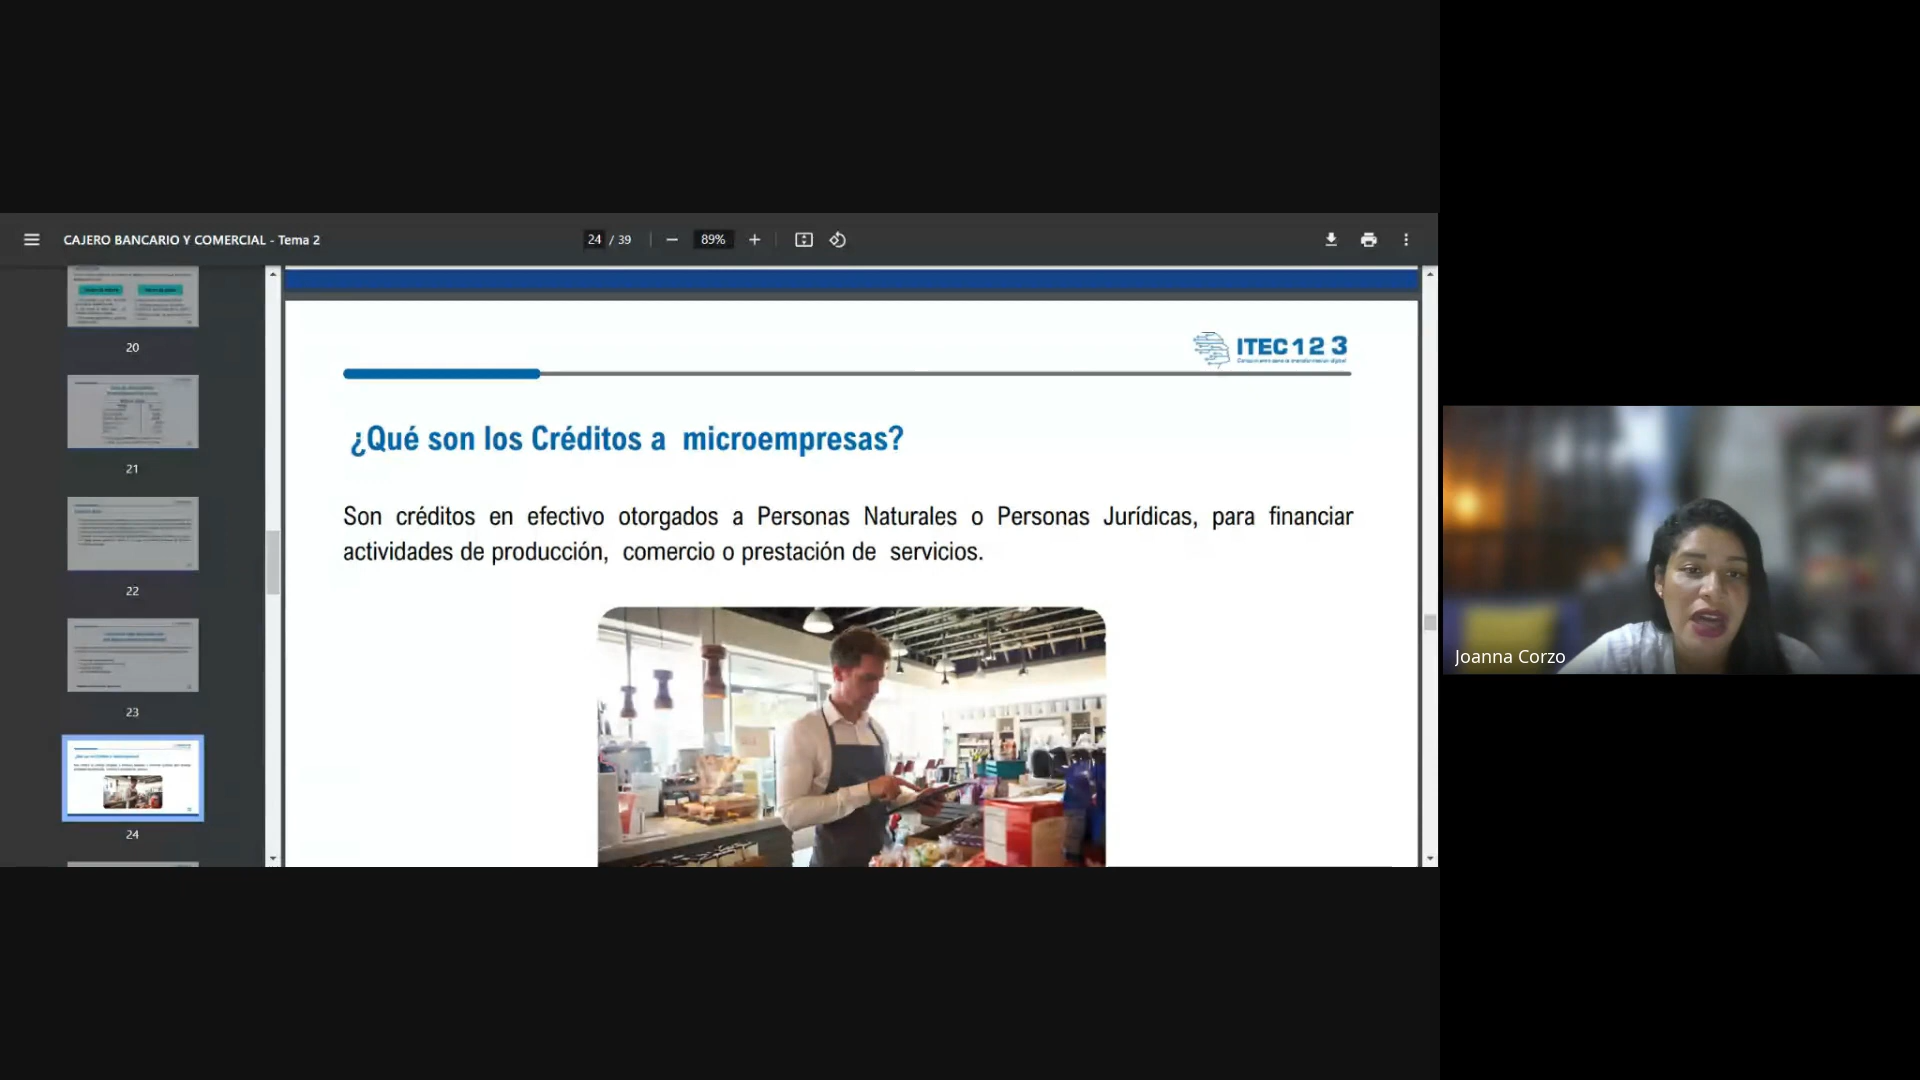 CAJERO BANCARIO Y COMERCIAL - Tema 2
24 / 39
89%
20
21
22
23
24
ITEC 1 2 3
¿Qué son los Créditos a microempresas?
Son créditos en efectivo otorgados a Personas Naturales o Personas Jurídicas, para financiar
actividades de producción, comercio o prestación de servicios.
Joanna Corzo